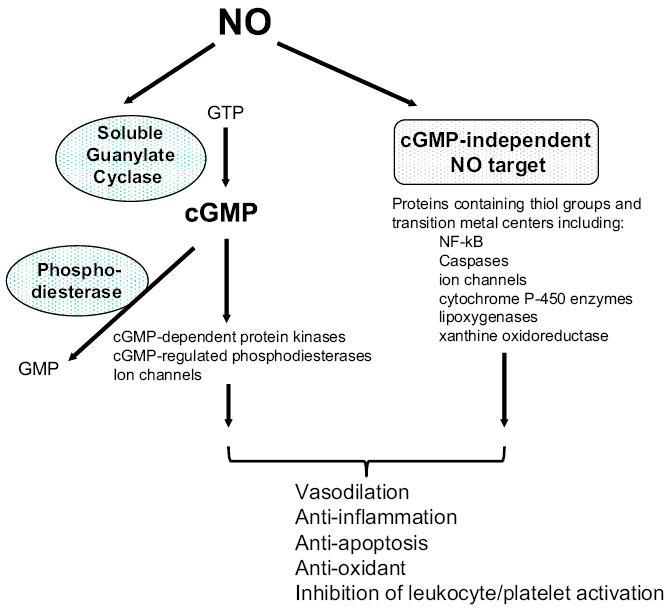 NO
GTP
Soluble
Guanylate
Cyclase
cGMP
Phospho-
diesterase
GMP
cGMP-dependent protein kinases
cGMP-regulated phosphodiesterases
Ion channels
cGMP-independent
NO target
Proteins containing thiol groups and
transition metal centers including:
NF-kB
Caspases
ion channels
cytochrome P-450 enzymes
lipoxygenases
xanthine oxidoreductase
Vasodilation
Anti-inflammation
Anti-apoptosis
Anti-oxidant
Inhibition of leukocyte/platelet activation